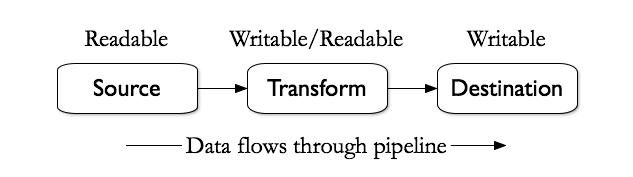 Readable Writable/Readable Writable
Source Transform Destination
Data flows through pipeline